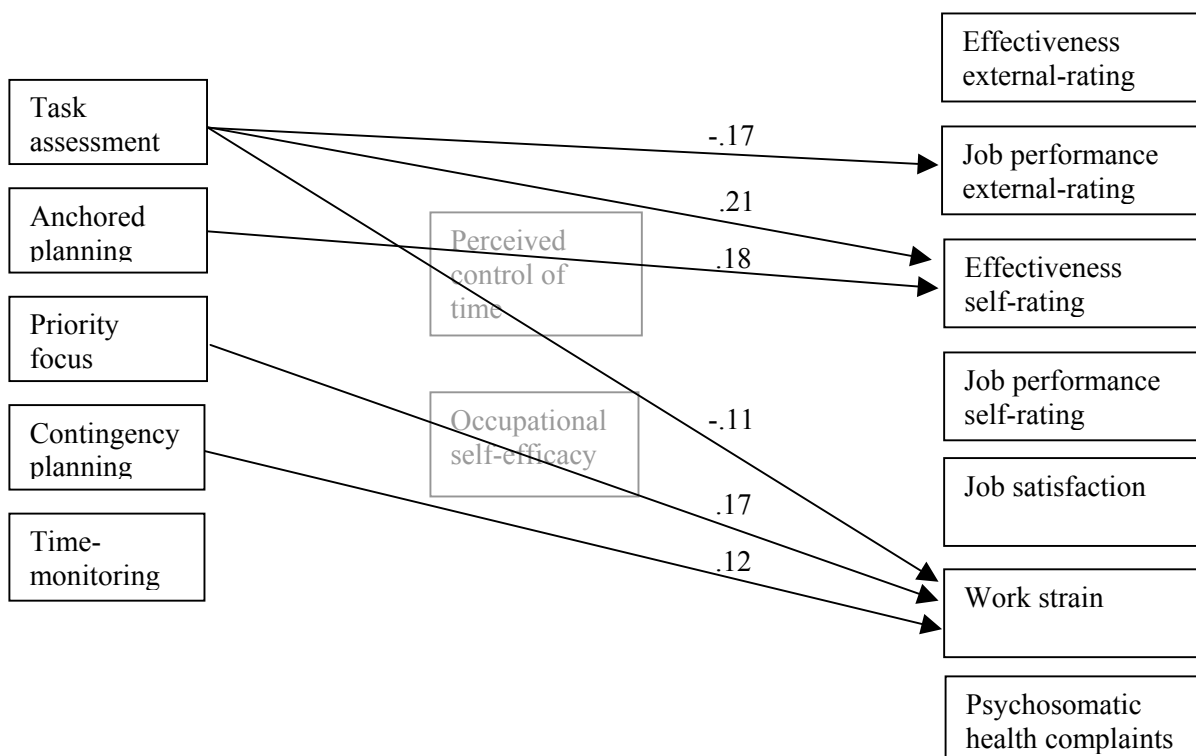 Task
assessment
Anchored
planning
Priority
focus
Contingency
planning
Time-
monitoring
Perceived
control of
time
Occupational
self-efficacy
-.17
.21
.18
-.11
.17
.12
Effectiveness
external-rating
Job performance
external-rating
Effectiveness
self-rating
Job performance
self-rating
Job satisfaction
Work strain
Psychosomatic
health complaints